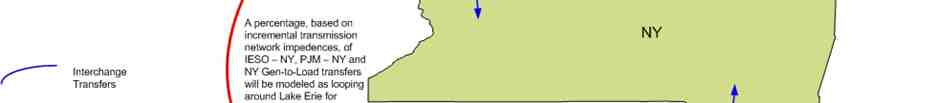 A percentage, based on
incremental transmission
network impedences, of
IESO – NY, PJM – NY and
NY Gen-to-Load transfers
will be modeled as looping
around Lake Erie for
Interchange
Transfers
NY